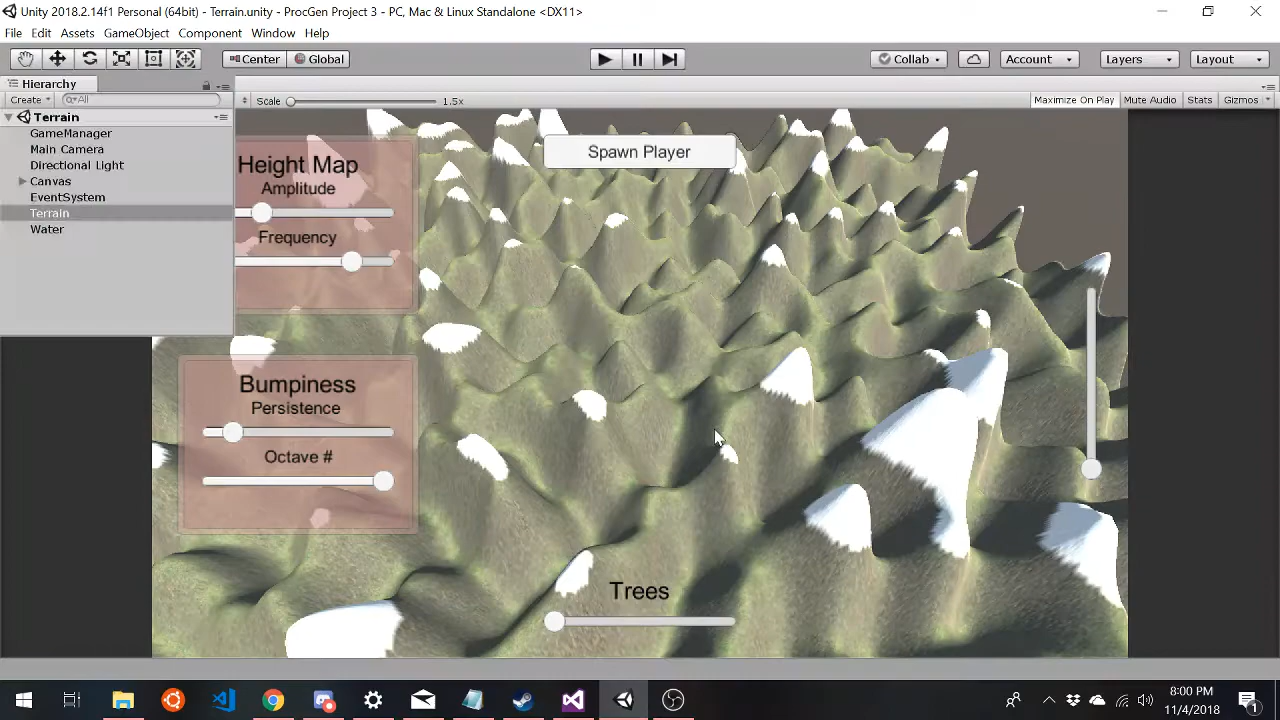 Unity 2018.2.14f1 Personal (64bit) - Terrain.unity - ProcGen Project 3 - PC, Mac & Linux Standalone <DX11>
File Edit Assets GameObject Component Window Help
Center Global Collab Account Layers Layout
Hierarchy
Create All Scale 1.5x Maximize On Play Mute Audio Stats Gizmos
Terrain
GameManager
Main Camera
Directional Light
Canvas
EventSystem
Terrain
Water
Spawn Player
Height Map
Amplitude
Frequency
Bumpiness
Persistence
Octave #
Trees
8:00 PM
11/4/2018
1